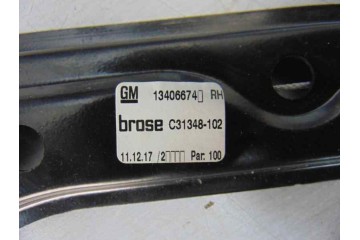 GM 13406674▯ RH
brose C31348-102
11.12.17 /2▯▯▯▯ Par: 100